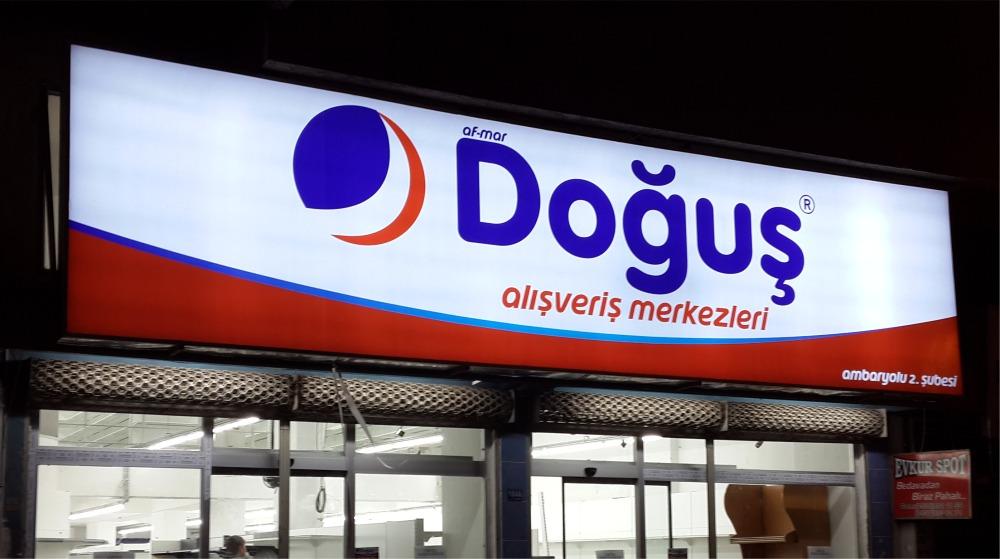 af-mar
Doğuş ®
alışveriş merkezleri
ambaryolu 2. şubesi
EVKUR SPOT
Bedavadan
Biraz Pahalı...